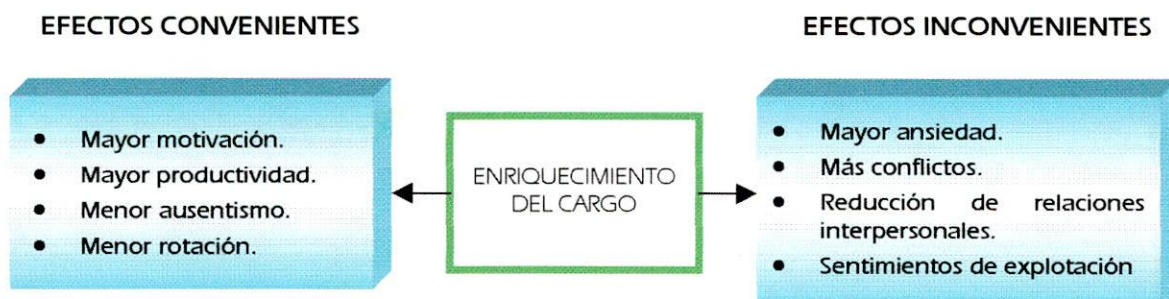 EFECTOS CONVENIENTES
• Mayor motivación.
• Mayor productividad.
• Menor ausentismo.
• Menor rotación.
ENRIQUECIMIENTO
DEL CARGO
EFECTOS INCONVENIENTES
• Mayor ansiedad.
• Más conflictos.
• Reducción de relaciones
interpersonales.
• Sentimientos de explotación